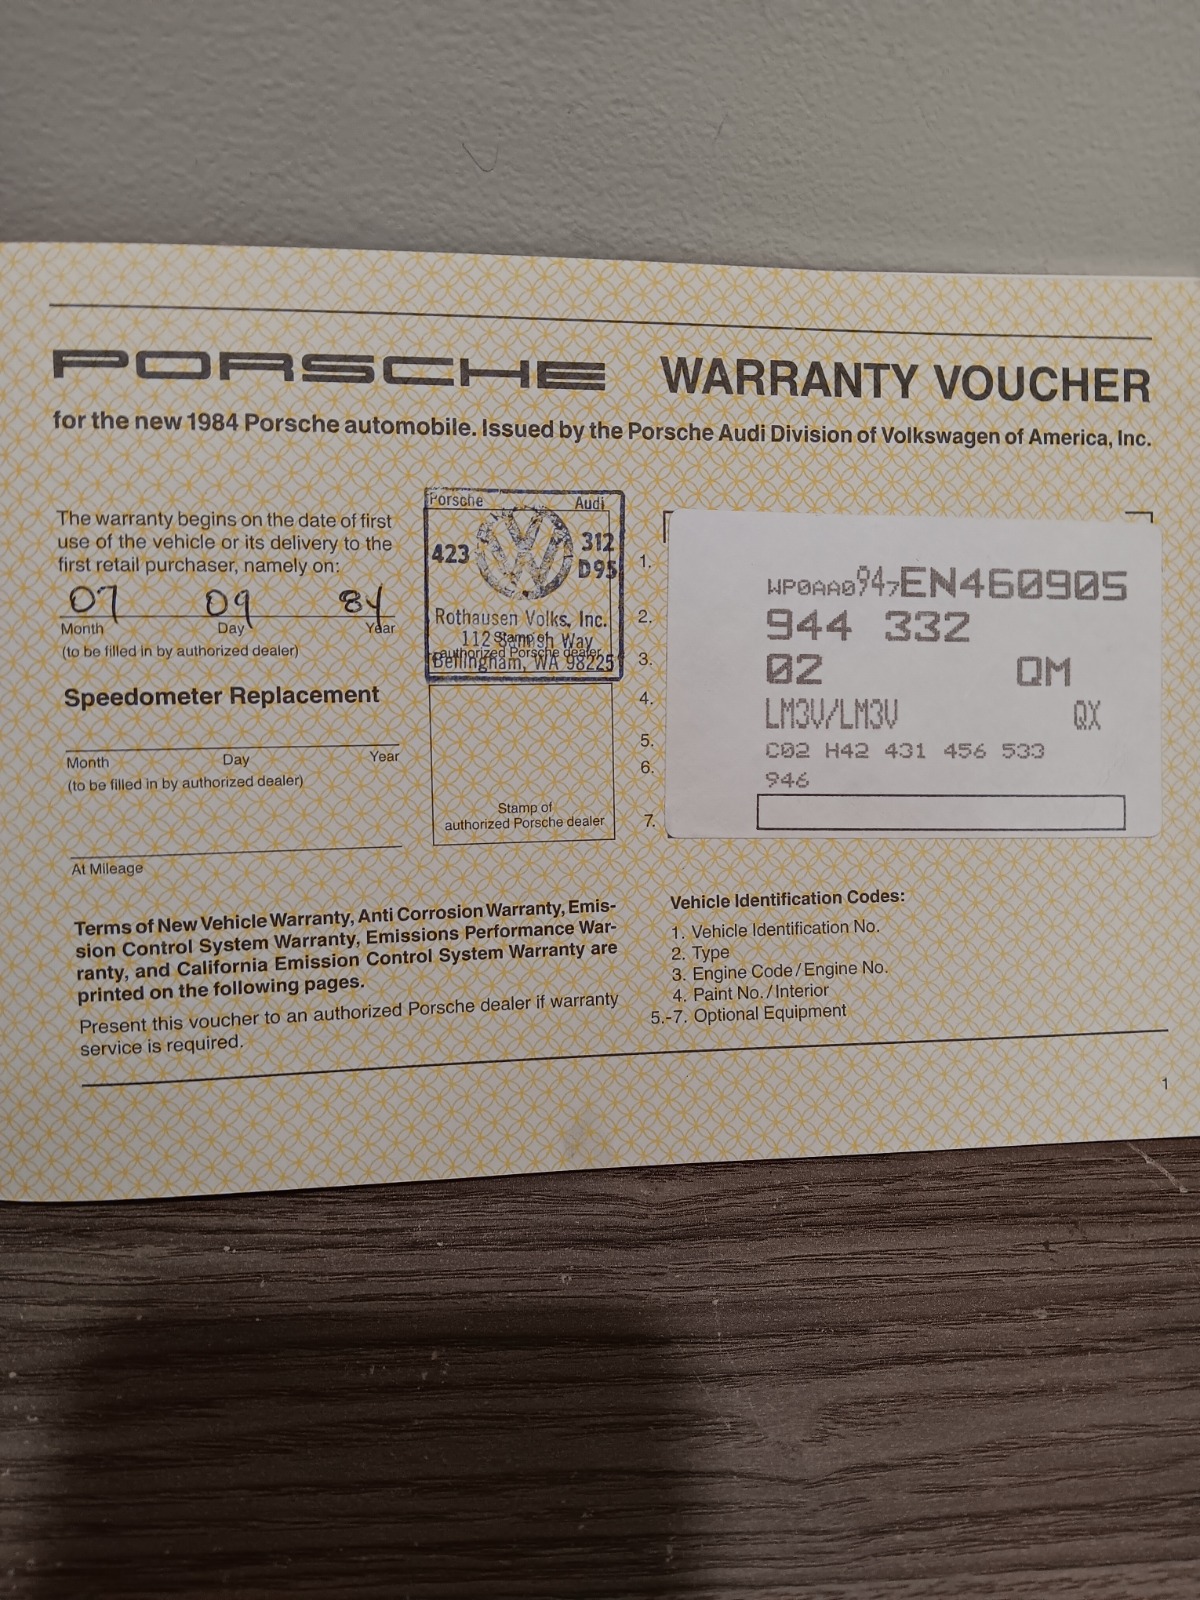 PORSCHE WARRANTY VOUCHER
for the new 1984 Porsche automobile. Issued by the Porsche Audi Division of Volkswagen of America, Inc.
The warranty begins on the date of first
use of the vehicle or its delivery to the
first retail purchaser, namely on:
07 09 84
Month Day Year
(to be filled in by authorized dealer)
Speedometer Replacement
Month Day Year
(to be filled in by authorized dealer)
At Mileage
Porsche Audi
423 VW 312
D95
Rothausen Volks, Inc.
112 Samish Way
Stamp of
authorized Porsche dealer
Bellingham, WA 98225
Stamp of
authorized Porsche dealer
1. WP0AA0947EN460905
2. 944 332
3. 02 QM
4. LM3V/LM3V QX
5. C02 H42 431 456 533
6. 946
7.
Terms of New Vehicle Warranty, Anti Corrosion Warranty, Emis-
sion Control System Warranty, Emissions Performance War-
ranty, and California Emission Control System Warranty are
printed on the following pages.
Present this voucher to an authorized Porsche dealer if warranty
service is required.
Vehicle Identification Codes:
1. Vehicle Identification No.
2. Type
3. Engine Code/Engine No.
4. Paint No./Interior
5.-7. Optional Equipment
1